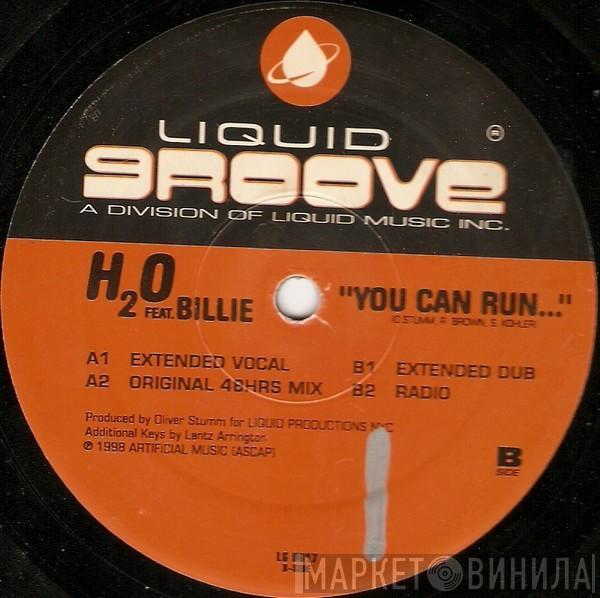 LIQUID
®
GROOVE
A DIVISION OF LIQUID MUSIC INC.
H2O FEAT. BILLIE
"YOU CAN RUN..."
(O.STUMM, R. BROWN, S. KOHLER)
A1 EXTENDED VOCAL
A2 ORIGINAL 48HRS MIX
B1 EXTENDED DUB
B2 RADIO
Produced by Oliver Stumm for LIQUID PRODUCTIONS NYC
Additional Keys by Lantz Arrington
℗ 1998 ARTIFICIAL MUSIC (ASCAP)
B
SIDE
LG
МАРКЕТ ВИНИЛА